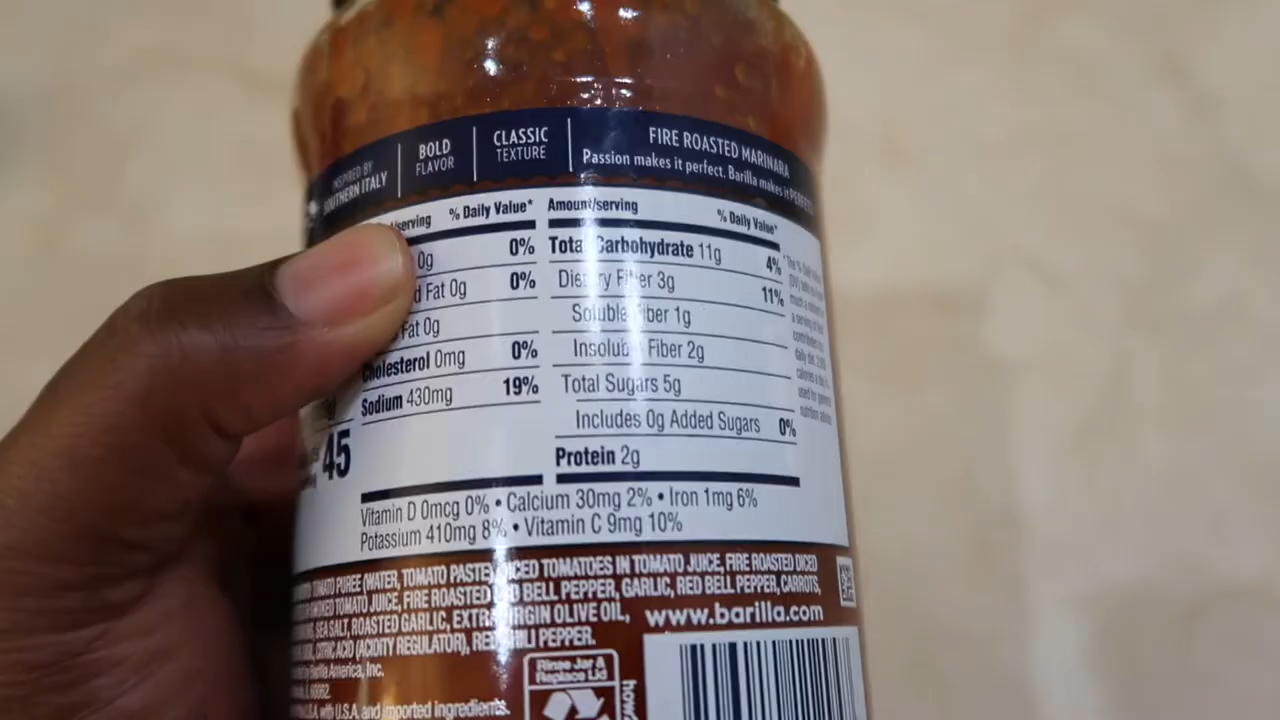 INSPIRED BY
SOUTHERN ITALY
BOLD
FLAVOR
CLASSIC
TEXTURE
FIRE ROASTED MARINARA
Passion makes it perfect. Barilla makes it PERFECT
/serving % Daily Value*
0g 0%
Fat 0g 0%
Fat 0g
Cholesterol 0mg 0%
Sodium 430mg 19%
45
Amount/serving % Daily Value*
Total Carbohydrate 11g 4%
Dietary Fiber 3g 11%
Soluble Fiber 1g
Insoluble Fiber 2g
Total Sugars 5g
Includes 0g Added Sugars 0%
Protein 2g
Vitamin D 0mcg 0% • Calcium 30mg 2% • Iron 1mg 6%
Potassium 410mg 8% • Vitamin C 9mg 10%
TOMATO PUREE (WATER, TOMATO PASTE), DICED TOMATOES IN TOMATO JUICE, FIRE ROASTED DICED
TOMATO JUICE, FIRE ROASTED RED BELL PEPPER, GARLIC, RED BELL PEPPER, CARROTS,
SEA SALT, ROASTED GARLIC, EXTRA VIRGIN OLIVE OIL,
CITRIC ACID (ACIDITY REGULATOR), RED CHILI PEPPER.
www.barilla.com
Barilla America, Inc.
with U.S.A. and imported ingredients.
Rinse Jar &
Replace Lid